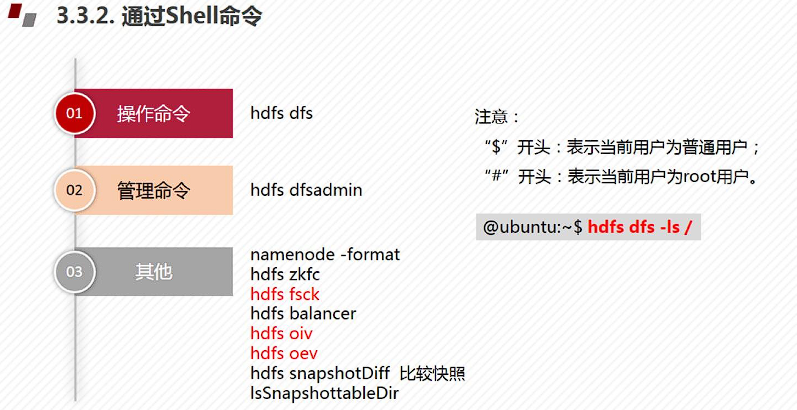 3.3.2. 通过Shell命令
01 操作命令 hdfs dfs
02 管理命令 hdfs dfsadmin
03 其他
namenode -format
hdfs zkfc
hdfs fsck
hdfs balancer
hdfs oiv
hdfs oev
hdfs snapshotDiff 比较快照
lsSnapshottableDir
注意：
“$”开头：表示当前用户为普通用户；
“#”开头：表示当前用户为root用户。
@ubuntu:~$ hdfs dfs -ls /